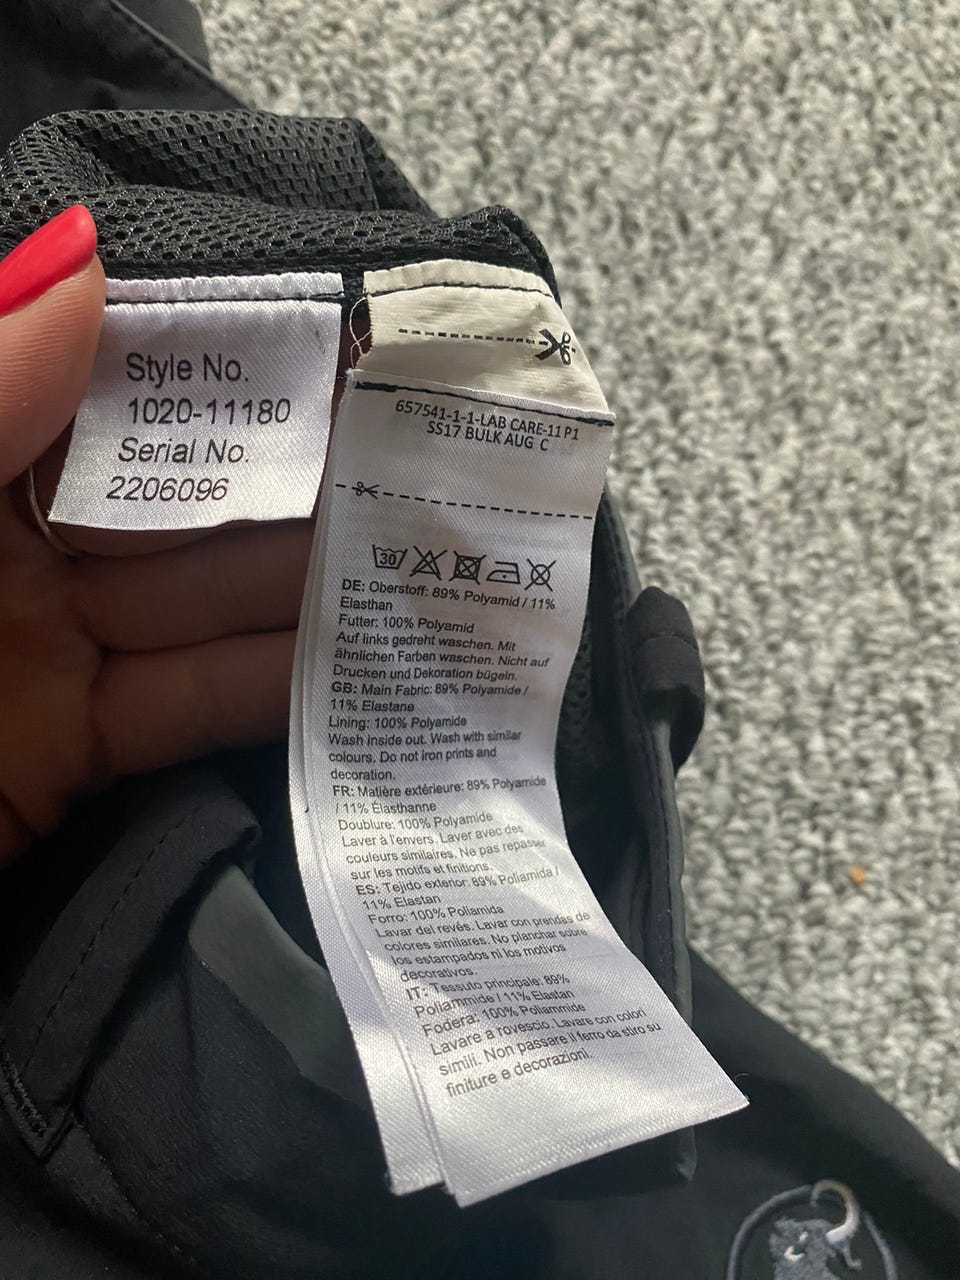 Style No.
1020-11180
Serial No.
2206096
657541-1-1-LAB CARE-11 P1
SS17 BULK AUG C
30
DE: Oberstoff: 89% Polyamid / 11%
Elasthan
Futter: 100% Polyamid
Auf links gedreht waschen. Mit
ähnlichen Farben waschen. Nicht auf
Drucken und Dekoration bügeln.
GB: Main Fabric: 89% Polyamide /
11% Elastane
Lining: 100% Polyamide
Wash inside out. Wash with similar
colours. Do not iron prints and
decoration.
FR: Matière extérieure: 89% Polyamide
/ 11% Élasthanne
Doublure: 100% Polyamide
Laver à l'envers. Laver avec des
couleurs similaires. Ne pas repasser
sur les motifs et finitions.
ES: Tejido exterior: 89% Poliamida /
11% Elastan
Forro: 100% Poliamida
Lavar del revés. Lavar con prendas de
colores similares. No planchar sobre
los estampados ni los motivos
decorativos.
IT: Tessuto principale: 89%
Poliammide / 11% Elastan
Fodera: 100% Poliammide
Lavare a rovescio. Lavare con colori
simili. Non passare il ferro da stiro su
finiture e decorazioni.